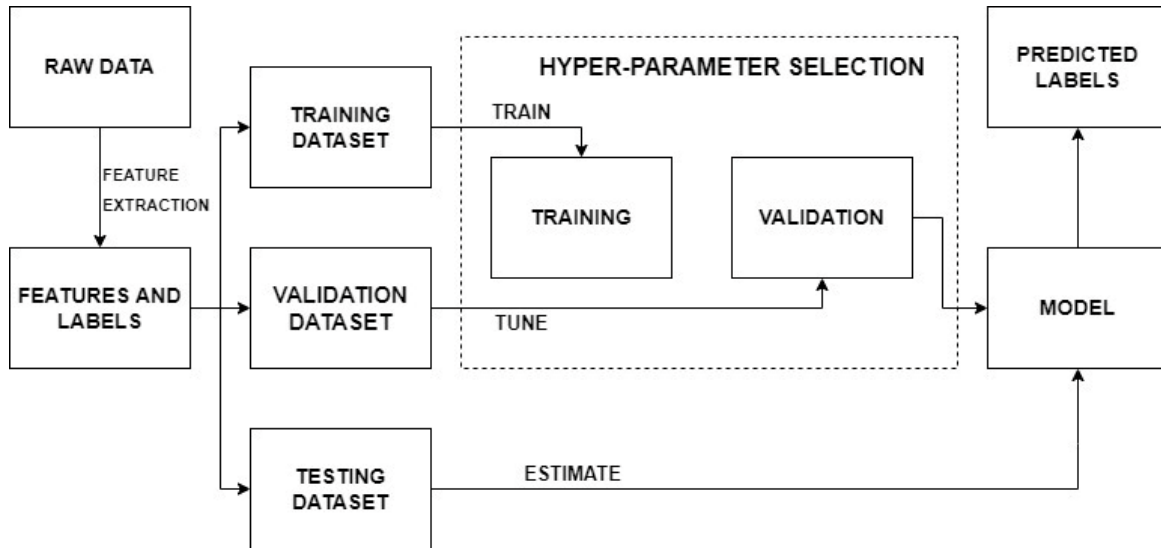 RAW DATA
FEATURE
EXTRACTION
FEATURES AND
LABELS
TRAINING
DATASET
VALIDATION
DATASET
TESTING
DATASET
TRAIN
TUNE
ESTIMATE
HYPER-PARAMETER SELECTION
TRAINING
VALIDATION
PREDICTED
LABELS
MODEL